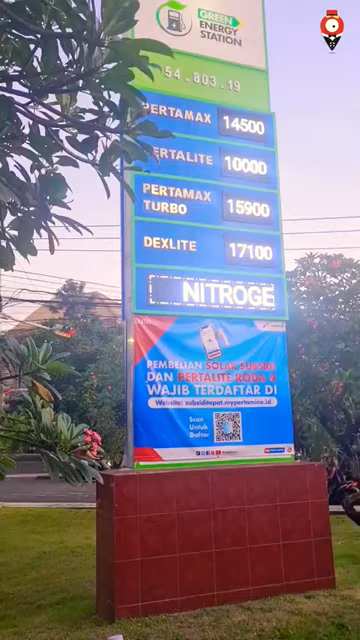 GREEN
ENERGY
STATION
54.803.19
PERTAMAX 14500
PERTALITE 10000
PERTAMAX
TURBO 15900
DEXLITE 17100
NITROGE
PEMBELIAN SOLAR SUBSIDI
DAN PERTALITE RODA 4
WAJIB TERDAFTAR DI
Website: subsiditepat.mypertamina.id
Scan
Untuk
Daftar